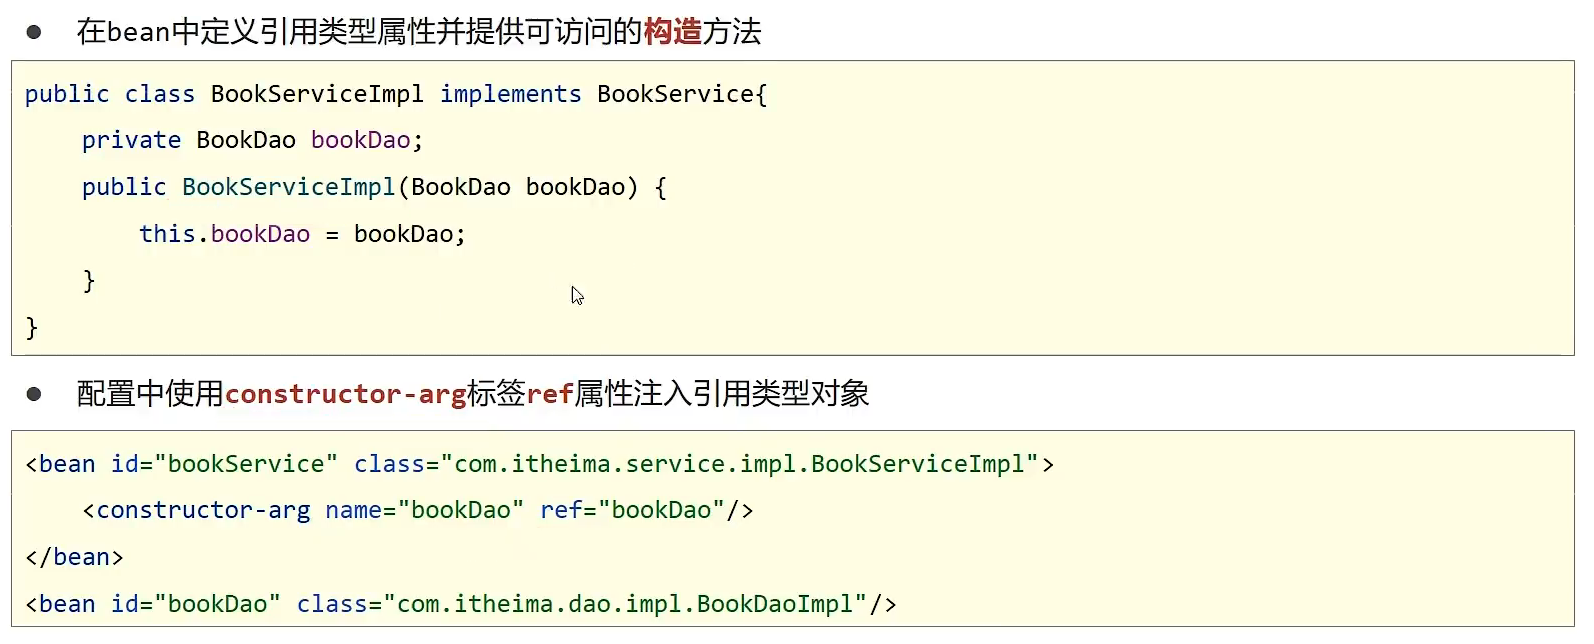 ● 在bean中定义引用类型属性并提供可访问的构造方法
public class BookServiceImpl implements BookService{
    private BookDao bookDao;
    public BookServiceImpl(BookDao bookDao) {
        this.bookDao = bookDao;
    }
}
● 配置中使用constructor-arg标签ref属性注入引用类型对象
<bean id="bookService" class="com.itheima.service.impl.BookServiceImpl">
    <constructor-arg name="bookDao" ref="bookDao"/>
</bean>
<bean id="bookDao" class="com.itheima.dao.impl.BookDaoImpl"/>